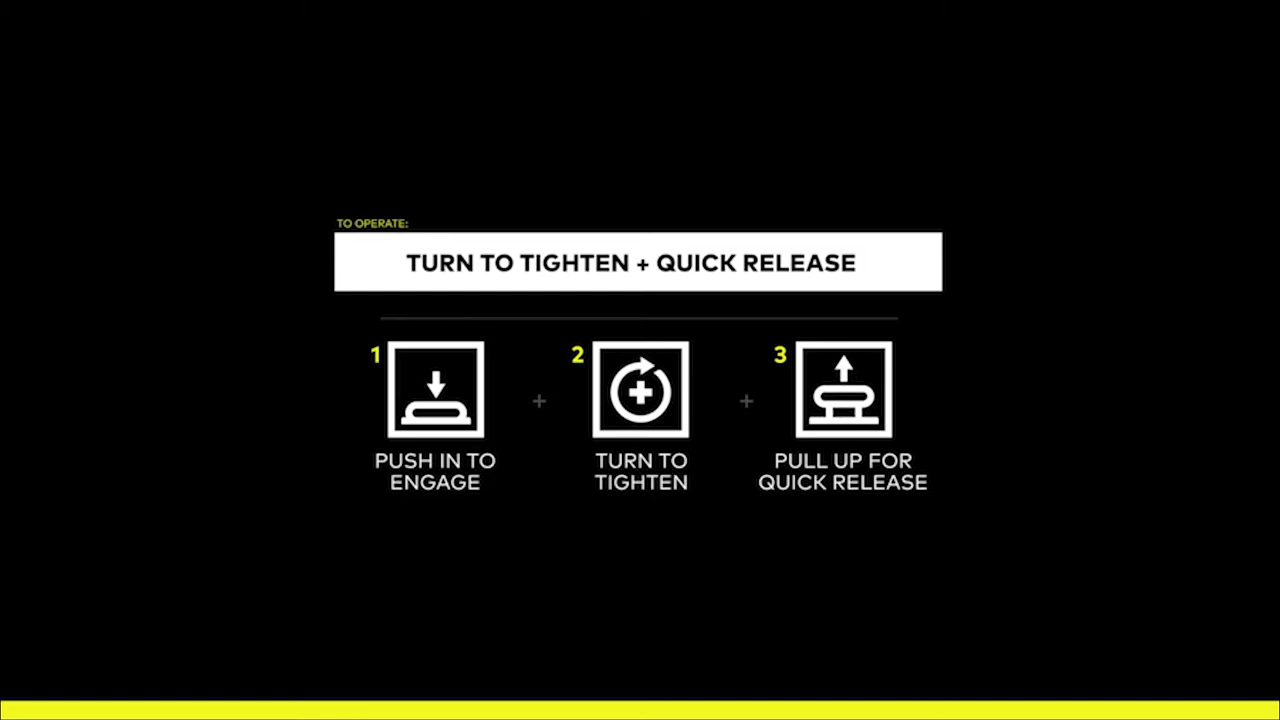 TO OPERATE:
TURN TO TIGHTEN + QUICK RELEASE
1
PUSH IN TO
ENGAGE
+
2
TURN TO
TIGHTEN
+
3
PULL UP FOR
QUICK RELEASE